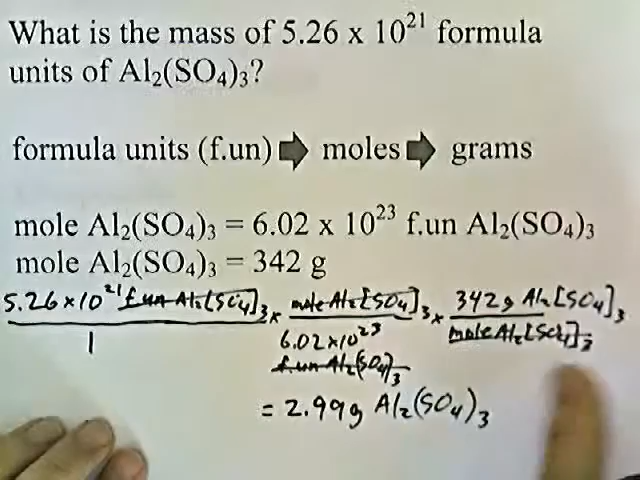 What is the mass of 5.26 x 10²¹ formula
units of Al₂(SO₄)₃?
formula units (f.un) ➡ moles ➡ grams
mole Al₂(SO₄)₃ = 6.02 x 10²³ f.un Al₂(SO₄)₃
mole Al₂(SO₄)₃ = 342 g
5.26 x 10²¹ f.un Al₂[SO₄]₃ x mole Al₂[SO₄]₃ x 342 g Al₂[SO₄]₃
1 6.02 x 10²³ mole Al₂[SO₄]₃
f.un Al₂(SO₄)₃
= 2.99g Al₂(SO₄)₃